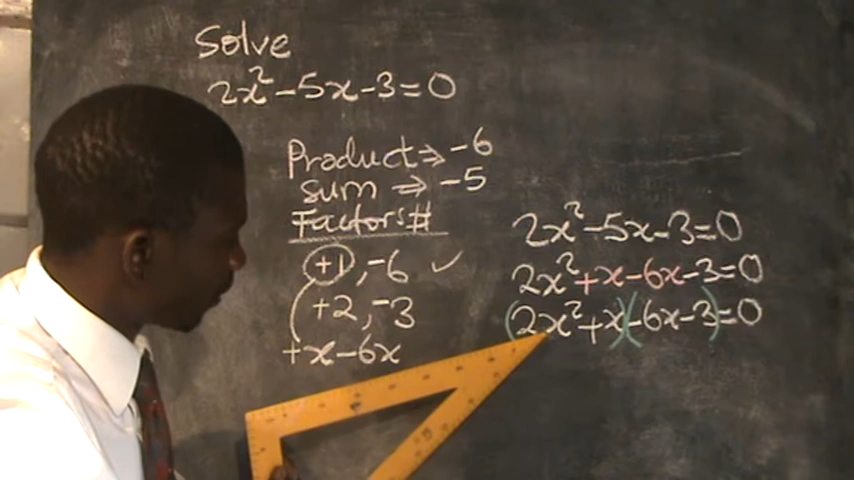 Solve
2x²-5x-3=0
Product⇒-6
sum ⇒ -5
Factors#
+1, -6 ✓
+2, -3
+x-6x
2x²-5x-3=0
2x²+x-6x-3=0
(2x²+x)(-6x-3)=0